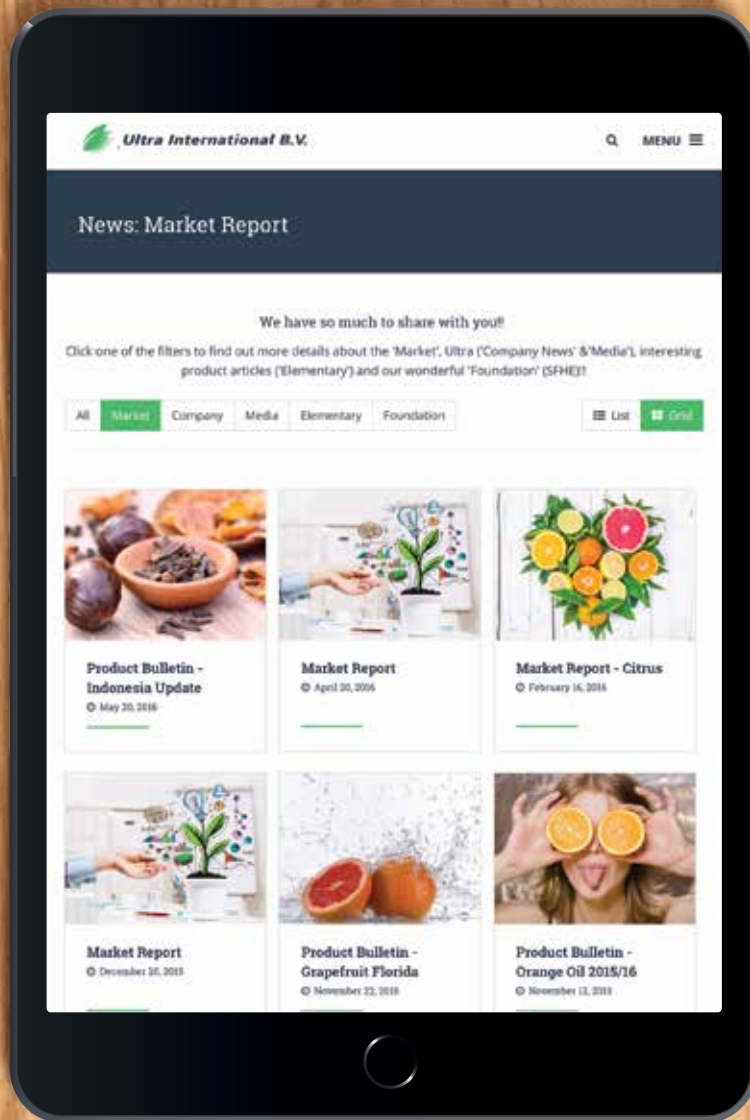 Ultra International B.V.
MENU
News: Market Report
We have so much to share with you!!
Click one of the filters to find out more details about the 'Market', Ultra ('Company News' &'Media'), interesting
product articles ('Elementary') and our wonderful 'Foundation' (SFHE)!!
All Market Company Media Elementary Foundation List Grid
Product Bulletin -
Indonesia Update
May 20, 2016
Market Report
April 20, 2016
Market Report - Citrus
February 16, 2016
Market Report
December 20, 2015
Product Bulletin -
Grapefruit Florida
November 22, 2015
Product Bulletin -
Orange Oil 2015/16
November 12, 2015